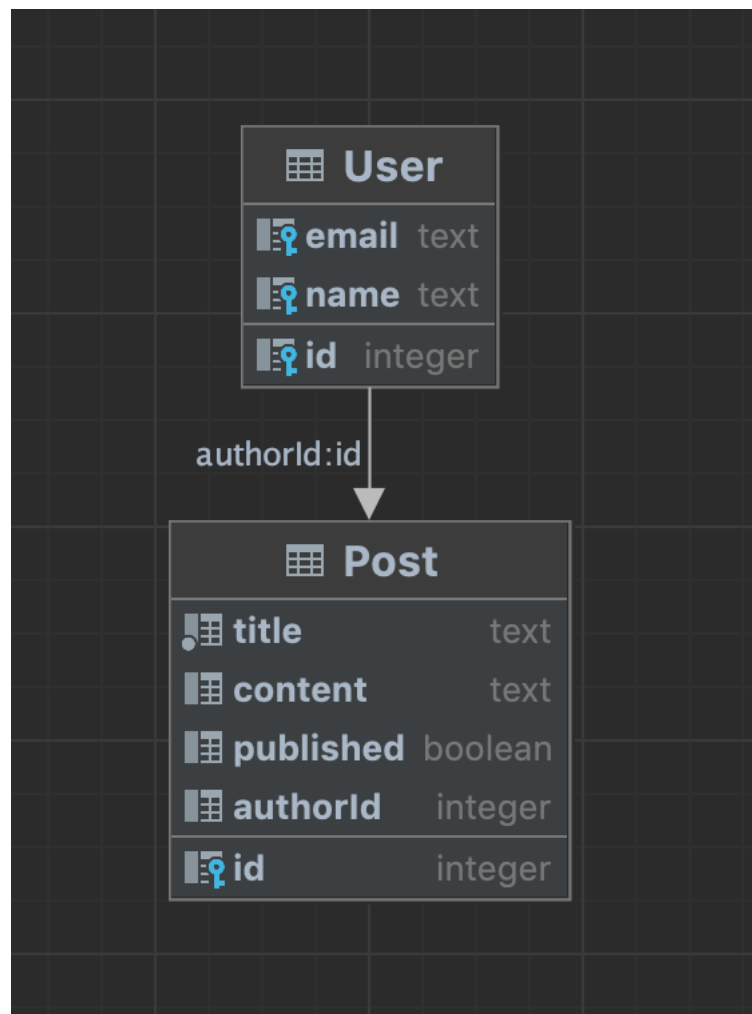 User
email text
name text
id integer
authorId:id
Post
title text
content text
published boolean
authorId integer
id integer